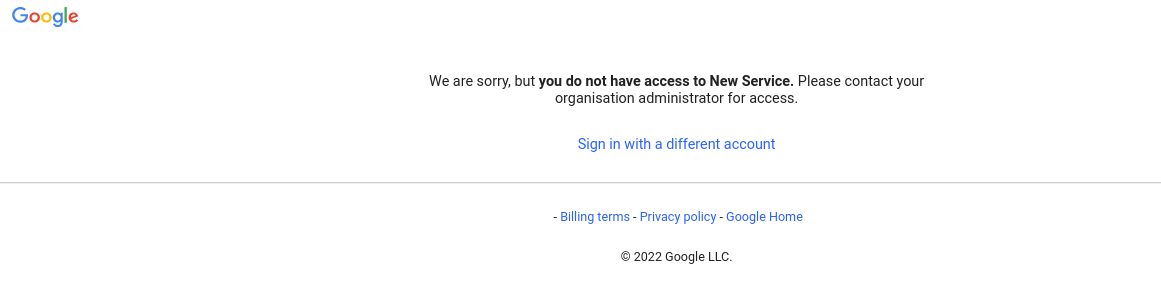 Google
We are sorry, but you do not have access to New Service. Please contact your
organisation administrator for access.
Sign in with a different account
- Billing terms - Privacy policy - Google Home
© 2022 Google LLC.